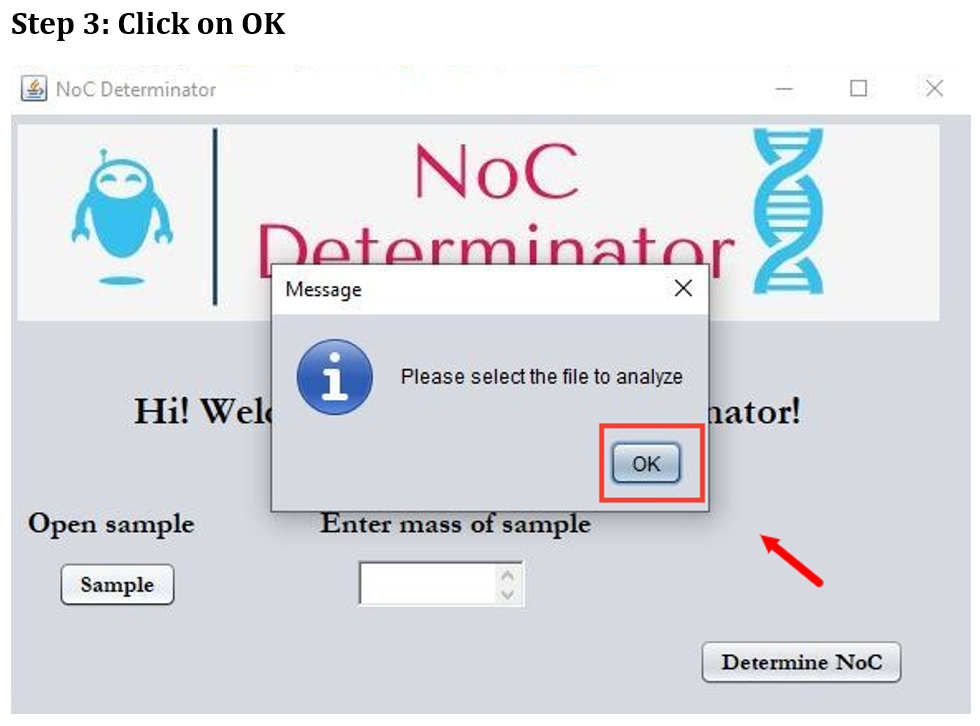 Step 3: Click on OK
NoC Determinator
NoC
Determinator
Message
Please select the file to analyze
Hi! Welc
nator!
OK
Open sample
Enter mass of sample
Sample
Determine NoC